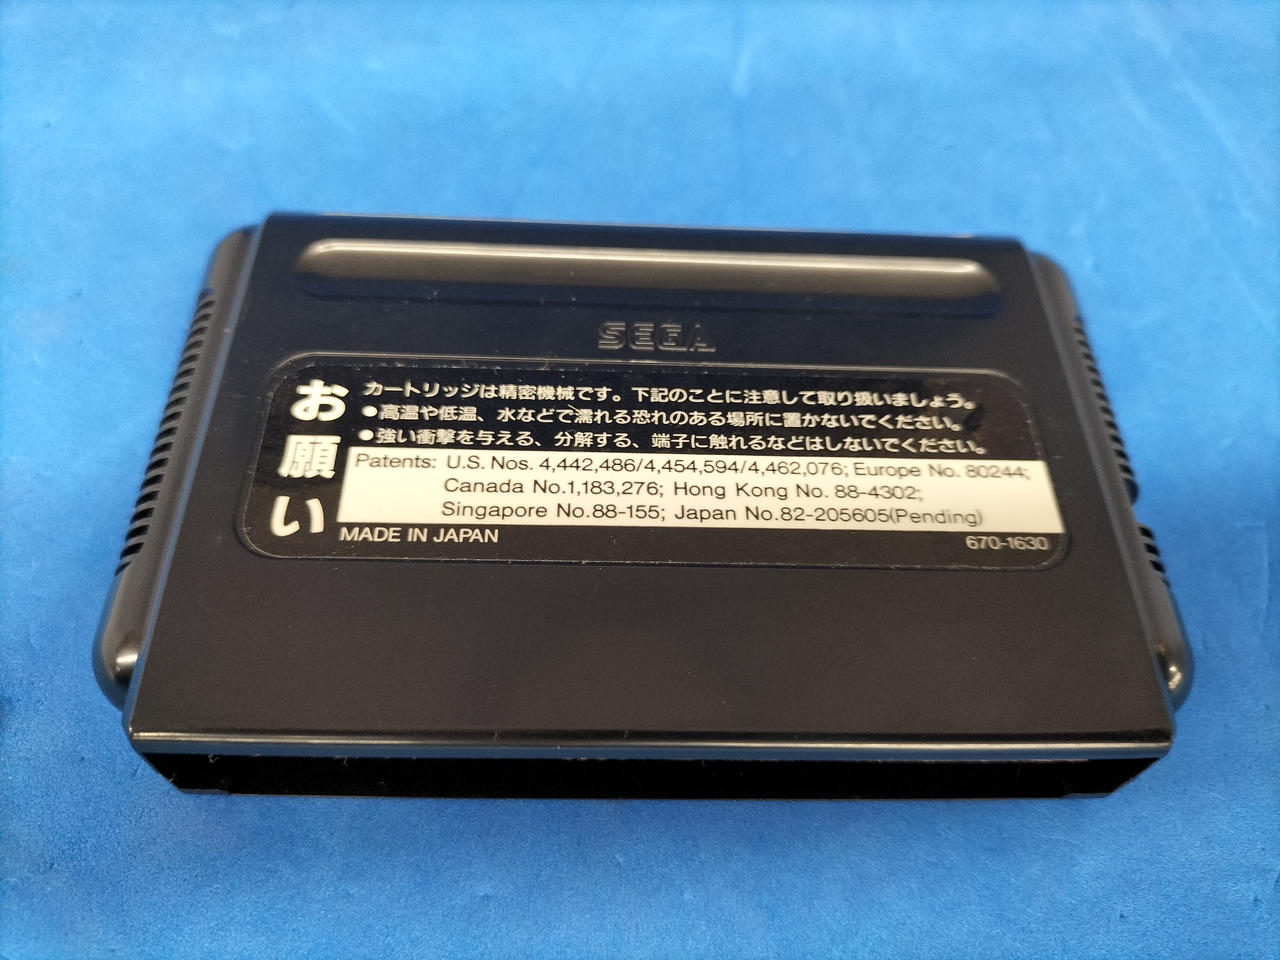 SEGA
お願い
カートリッジは精密機械です。下記のことに注意して取り扱いましょう。
●高温や低温、水などで濡れる恐れのある場所に置かないでください。
●強い衝撃を与える、分解する、端子に触れるなどはしないでください。
Patents: U.S. Nos. 4,442,486/4,454,594/4,462,076; Europe No. 80244;
Canada No.1,183,276; Hong Kong No. 88-4302;
Singapore No.88-155; Japan No.82-205605(Pending)
MADE IN JAPAN
670-1630